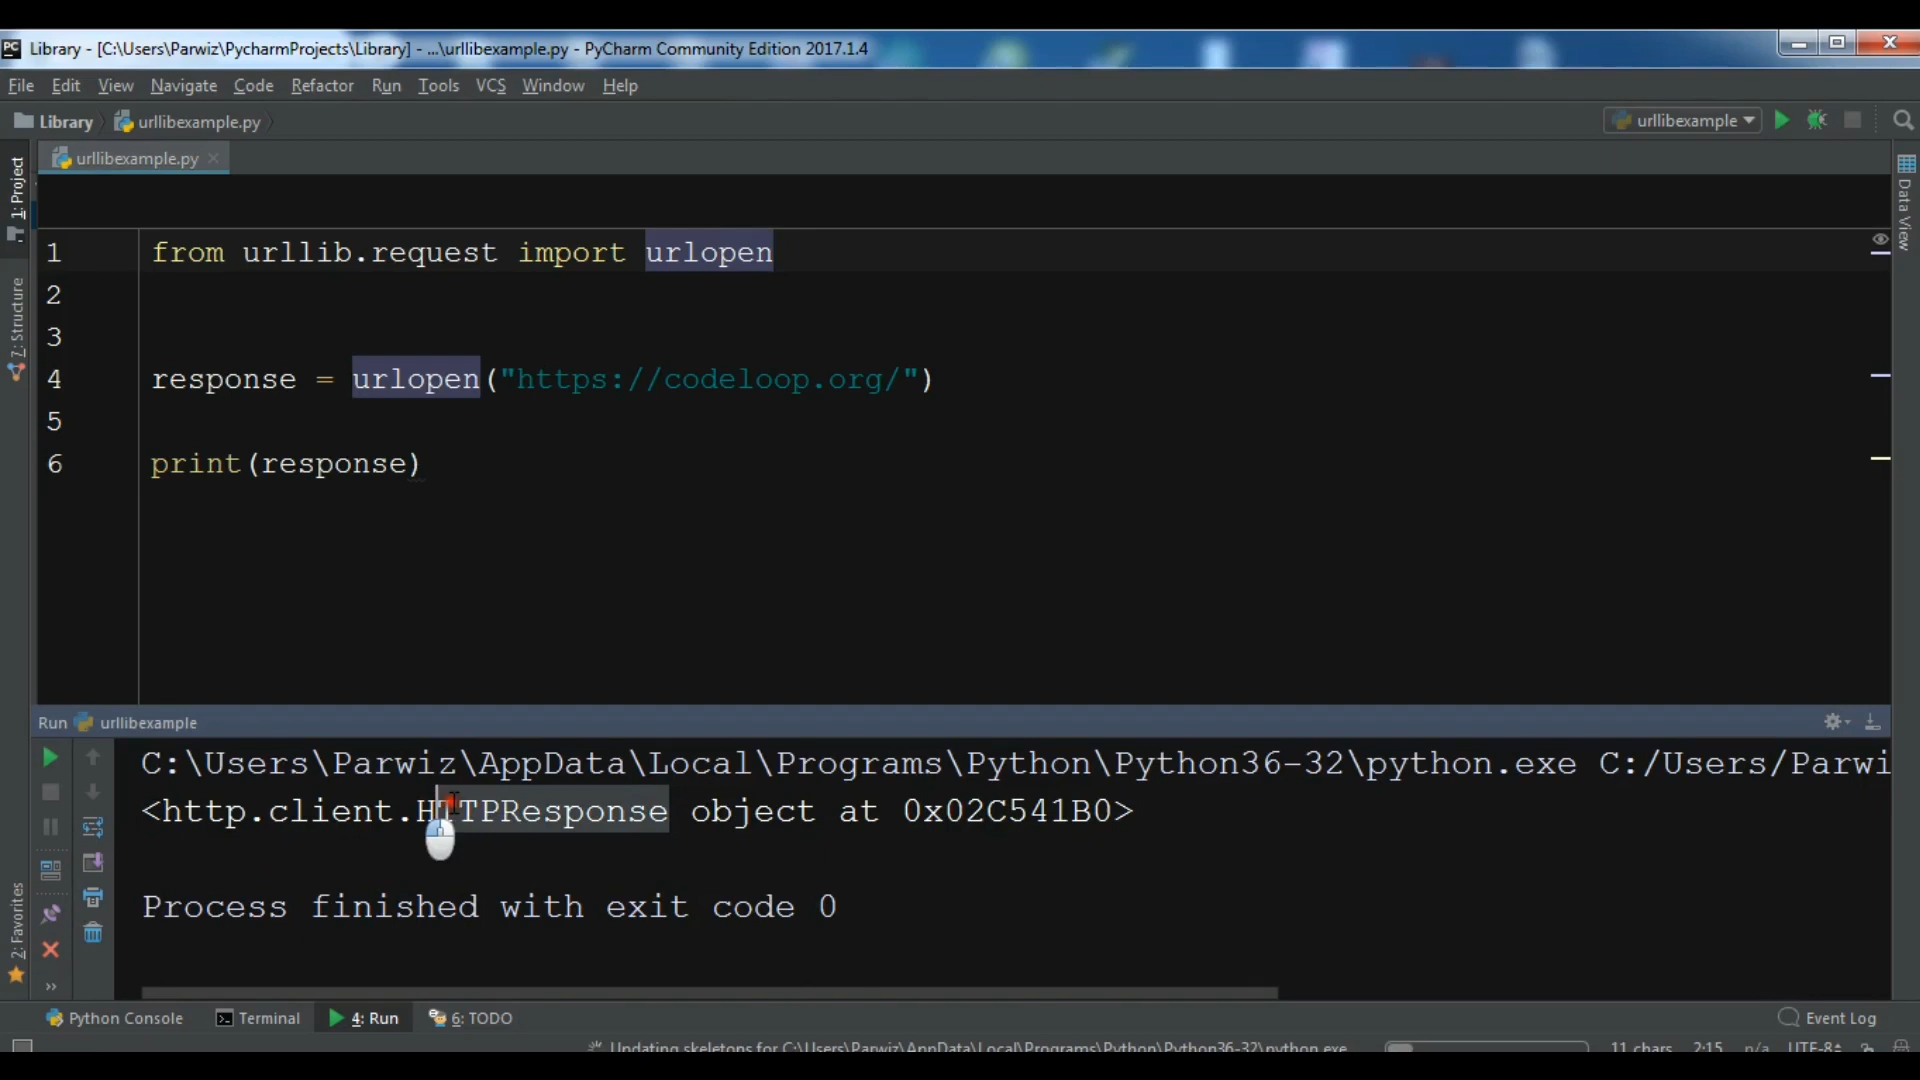 Library - [C:\Users\Parwiz\PycharmProjects\Library] - ...\urllibexample.py - PyCharm Community Edition 2017.1.4
File Edit View Navigate Code Refactor Run Tools VCS Window Help
Library urllibexample.py urllibexample
urllibexample.py
1: Project
7: Structure
2: Favorites
Data View
1 from urllib.request import urlopen
2
3
4 response = urlopen("https://codeloop.org/")
5
6 print(response)
Run urllibexample
C:\Users\Parwiz\AppData\Local\Programs\Python\Python36-32\python.exe C:/Users/Parwi
<http.client.HTTPResponse object at 0x02C541B0>
Process finished with exit code 0
Python Console Terminal 4: Run 6: TODO Event Log
Updating skeletons for C:\Users\Parwiz\AppData\Local\Programs\Python\Python36-32\python.exe 11 chars 2:15 n/a UTF-8